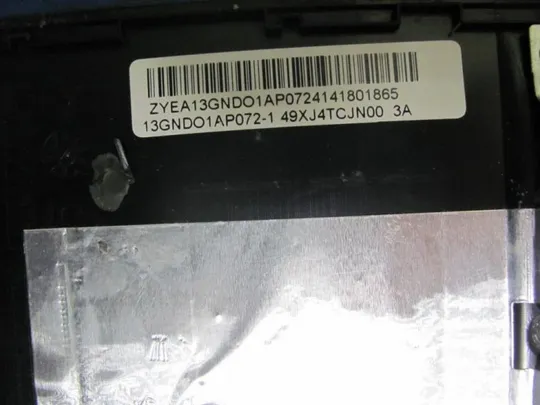 ZYEA13GNDO1AP0724141801865
13GNDO1AP072-1 49XJ4TCJN00 3A